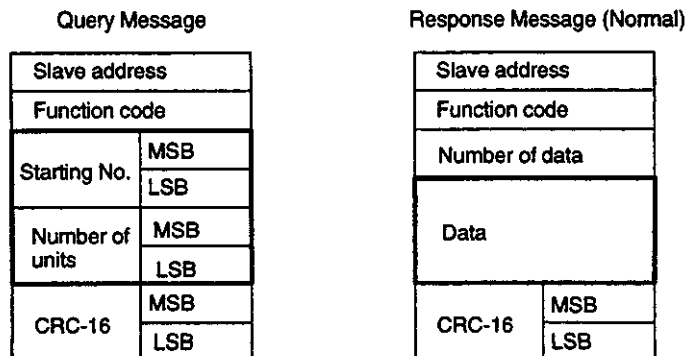 Query Message
Slave address
Function code
Starting No.
MSB
LSB
Number of
units
MSB
LSB
CRC-16
MSB
LSB
Response Message (Normal)
Slave address
Function code
Number of data
Data
CRC-16
MSB
LSB